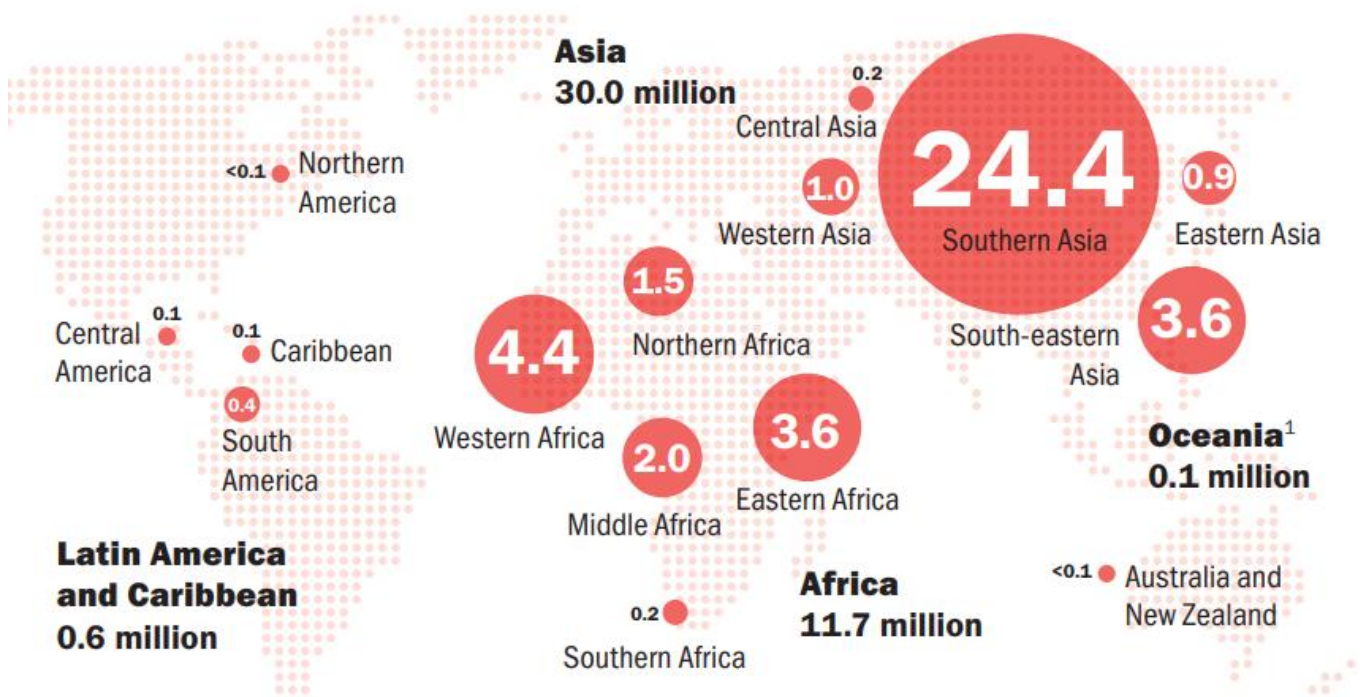 Asia
30.0 million
0.2
Central Asia
24.4
Southern Asia
1.0
Western Asia
0.9
Eastern Asia
3.6
South-eastern
Asia
<0.1
Northern
America
0.1
Central
America
0.1
Caribbean
0.4
South
America
Latin America
and Caribbean
0.6 million
1.5
Northern Africa
4.4
Western Africa
2.0
Middle Africa
3.6
Eastern Africa
0.2
Southern Africa
Africa
11.7 million
Oceania¹
0.1 million
<0.1
Australia and
New Zealand